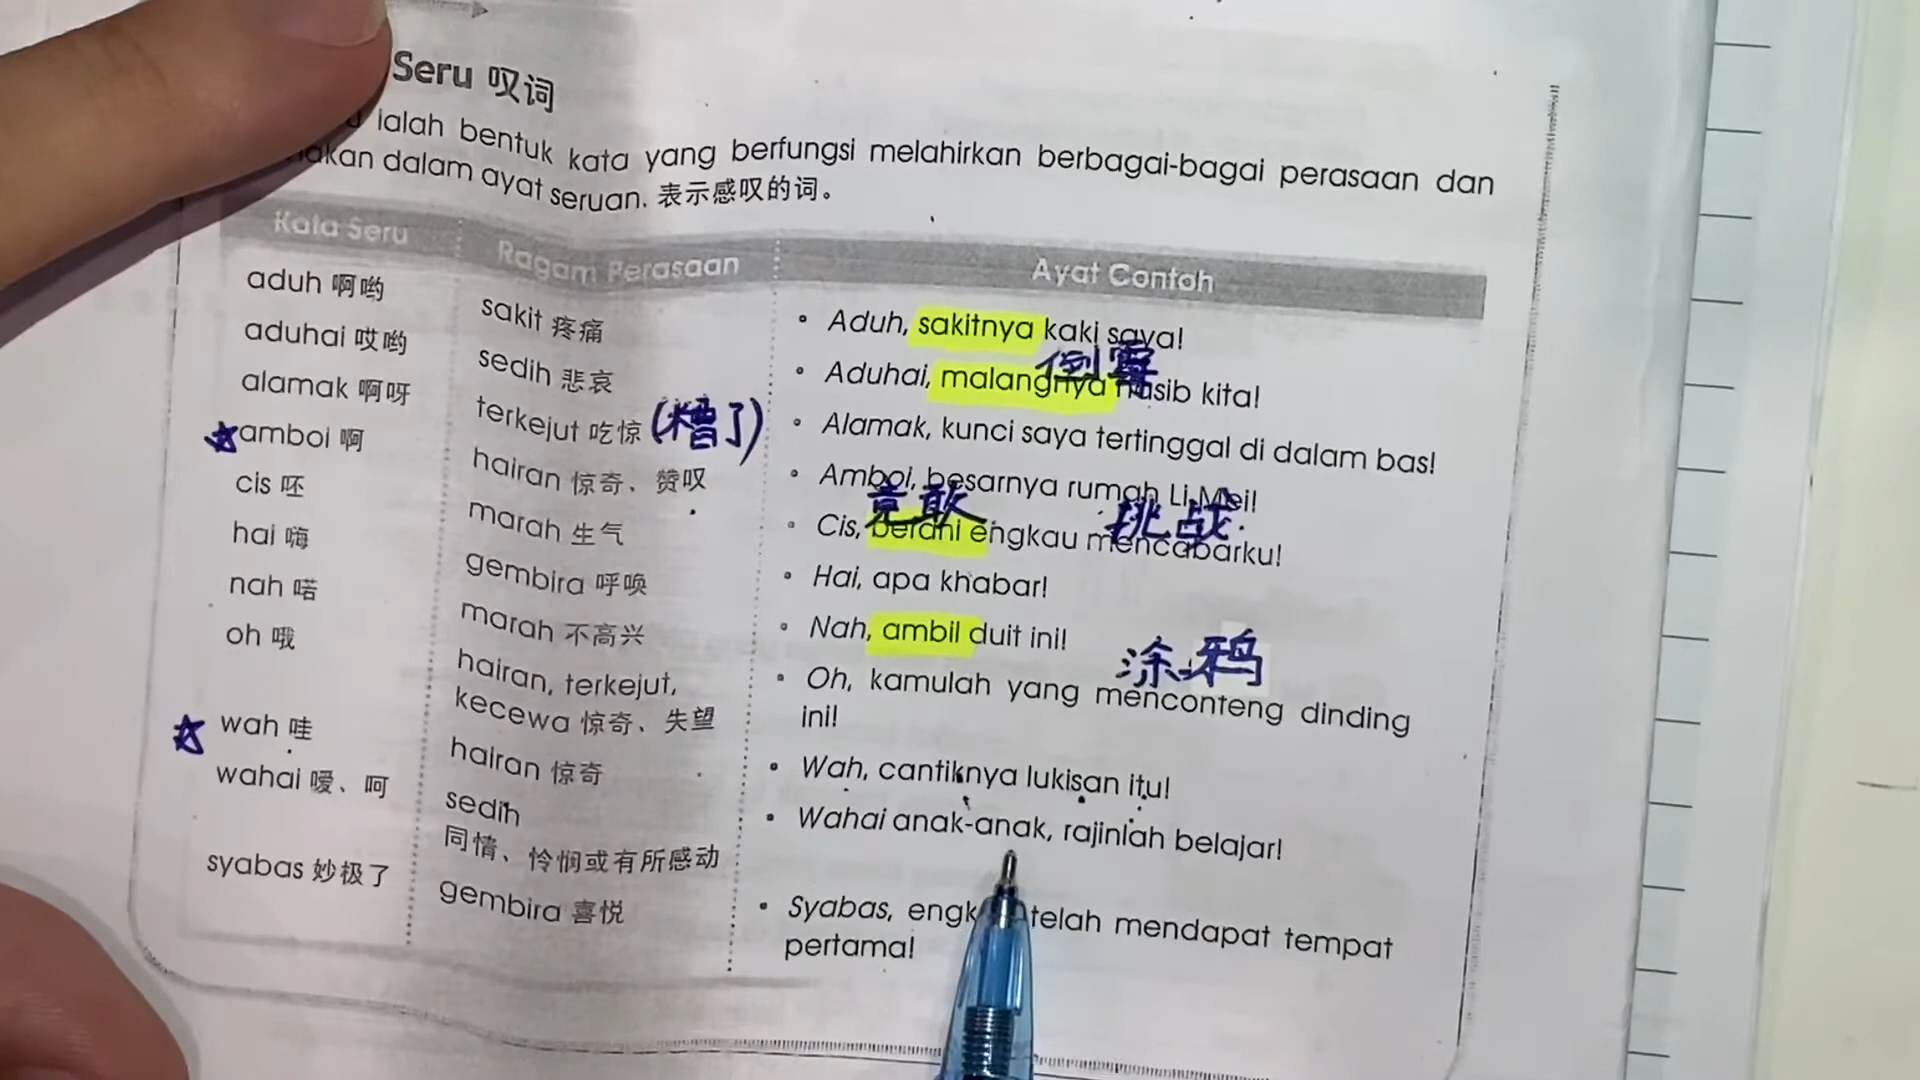 Seru 叹词
ialah bentuk kata yang berfungsi melahirkan berbagai-bagai perasaan dan
dalam ayat seruan. 表示感叹的词。
Kata Seru Ragam Perasaan Ayat Contoh
aduh 啊哟 sakit 疼痛 • Aduh, sakitnya kaki saya!
倒霉
aduhai 哎哟 sedih 悲哀 • Aduhai, malangnya nasib kita!
alamak 啊呀 terkejut 吃惊 (糟了) • Alamak, kunci saya tertinggal di dalam bas!
☆ amboi 啊 hairan 惊奇、赞叹 • Amboi, besarnya rumah Li Mei!
竟敢 挑战
cis 呸 marah 生气 • Cis, berani engkau mencabarku!
hai 嗨 gembira 呼唤 • Hai, apa khabar!
nah 喏 marah 不高兴 • Nah, ambil duit ini!
涂鸦
oh 哦 hairan, terkejut, • Oh, kamulah yang menconteng dinding
kecewa 惊奇、失望 ini!
☆ wah 哇 hairan 惊奇 • Wah, cantiknya lukisan itu!
wahai 嗳、呵 sedih • Wahai anak-anak, rajinlah belajar!
同情、怜悯或有所感动
syabas 妙极了 gembira 喜悦 • Syabas, telah mendapat tempat
pertama!